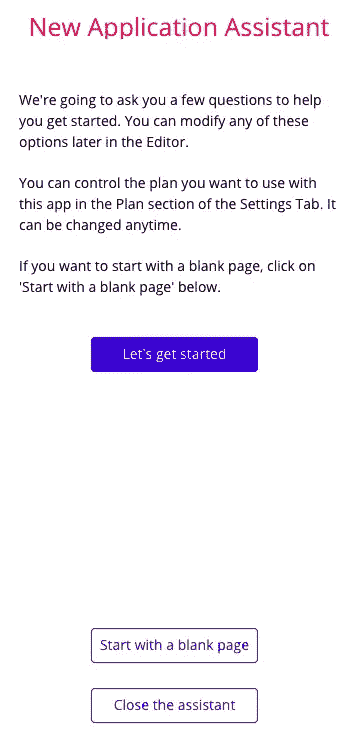 New Application Assistant
We're going to ask you a few questions to help
you get started. You can modify any of these
options later in the Editor.
You can control the plan you want to use with
this app in the Plan section of the Settings Tab. It
can be changed anytime.
If you want to start with a blank page, click on
'Start with a blank page' below.
Let`s get started
Start with a blank page
Close the assistant